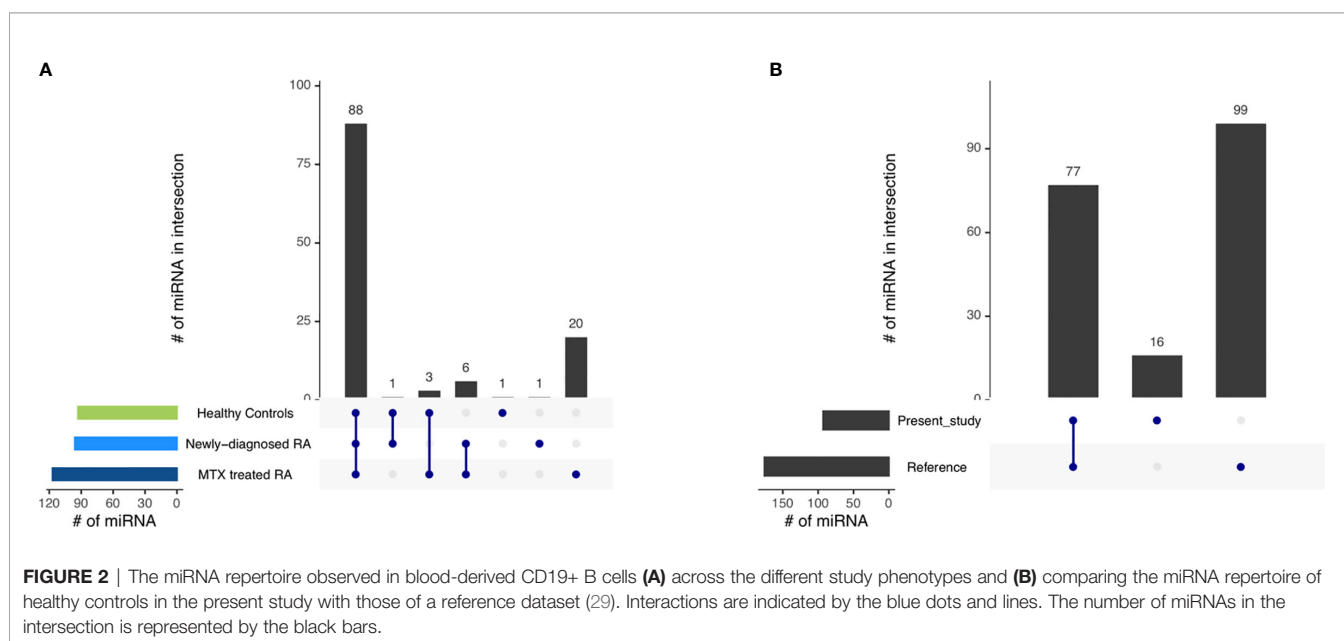 A
# of miRNA in intersection
100
75
50
25
0
88
1
3
6
1
1
20
Healthy Controls
Newly-diagnosed RA
MTX treated RA
120 90 60 30 0
# of miRNA
B
# of miRNA in intersection
90
60
30
0
77
16
99
Present_study
Reference
150 100 50 0
# of miRNA
FIGURE 2 | The miRNA repertoire observed in blood-derived CD19+ B cells (A) across the different study phenotypes and (B) comparing the miRNA repertoire of
healthy controls in the present study with those of a reference dataset (29). Interactions are indicated by the blue dots and lines. The number of miRNAs in the
intersection is represented by the black bars.